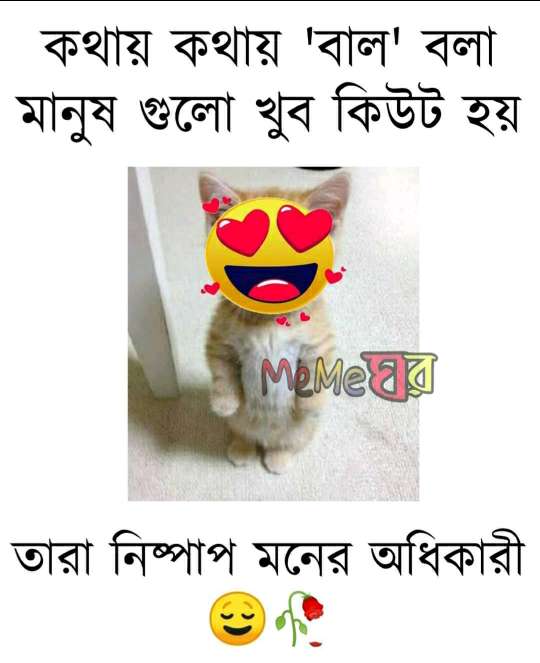 কথায় কথায় 'বাল' বলা
মানুষ গুলো খুব কিউট হয়
MeMeঘর
তারা নিষ্পাপ মনের অধিকারী
😌🥀